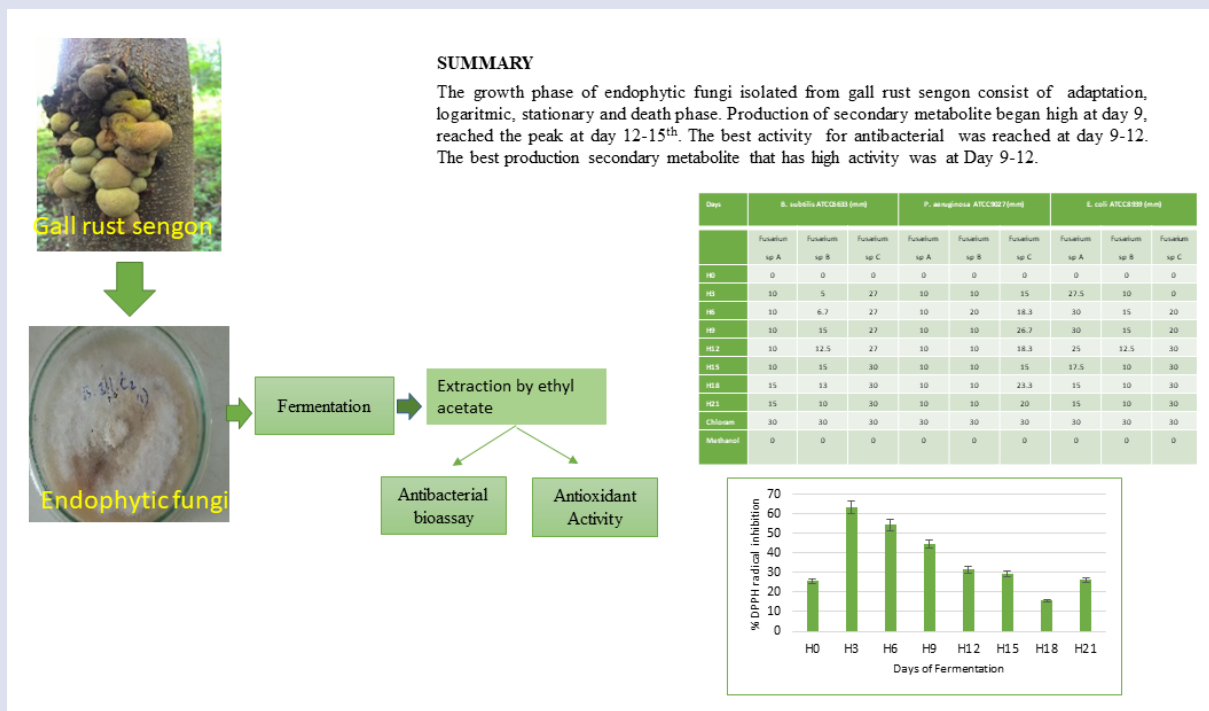 SUMMARY
The growth phase of endophytic fungi isolated from gall rust sengon consist of adaptation,
logaritmic, stationary and death phase. Production of secondary metabolite began high at day 9,
reached the peak at day 12-15th. The best activity for antibacterial was reached at day 9-12.
The best production secondary metabolite that has high activity was at Day 9-12.
Gall rust sengon
Endophytic fungi
Fermentation
Extraction by ethyl
acetate
Antibacterial
bioassay
Antioxidant
Activity
Days B. subsilis ATCC6633 (mm) P. aeruginosa ATCC9027 (mm) E. coli ATCC8939 (mm)
Fusarium Fusarium Fusarium Fusarium Fusarium Fusarium Fusarium Fusarium Fusarium
sp A sp B sp C sp A sp B sp C sp A sp B sp C
H0 0 0 0 0 0 0 0 0 0
H3 10 5 27 10 10 15 27.5 10 0
H6 10 6.7 27 10 20 18.3 30 15 20
H9 10 15 27 10 10 26.7 30 15 20
H12 10 12.5 27 10 10 18.3 25 12.5 30
H15 10 15 30 10 10 15 17.5 10 30
H18 15 13 30 10 10 23.3 15 10 30
H21 15 10 30 10 10 20 15 10 30
Chloram 30 30 30 30 30 30 30 30 30
Methanol 0 0 0 0 0 0 0 0 0
% DPPH radical inhibition
70
60
50
40
30
20
10
0
H0 H3 H6 H9 H12 H15 H18 H21
Days of Fermentation